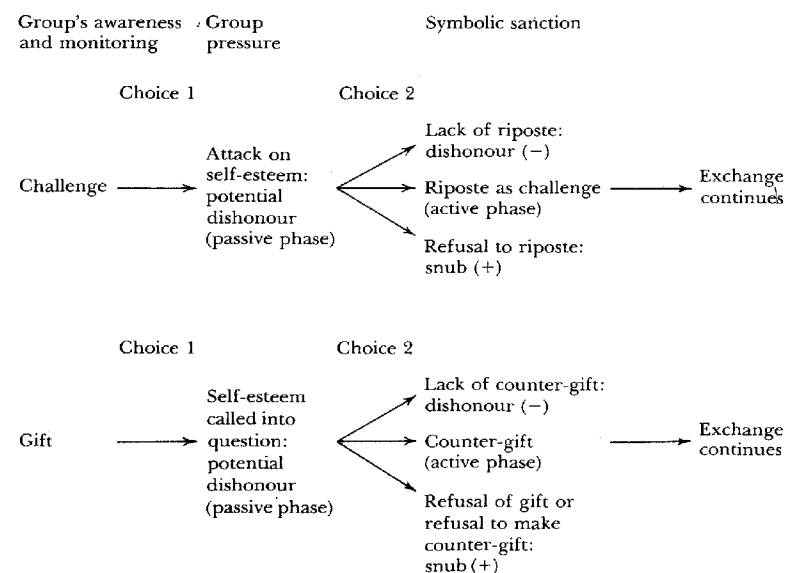 Group's awareness
and monitoring
Group
pressure
Symbolic sanction
Choice 1
Choice 2
Challenge
Attack on
self-esteem:
potential
dishonour
(passive phase)
Lack of riposte:
dishonour (−)
Riposte as challenge
(active phase)
Refusal to riposte:
snub (+)
Exchange
continues
Choice 1
Choice 2
Gift
Self-esteem
called into
question:
potential
dishonour
(passive phase)
Lack of counter-gift:
dishonour (−)
Counter-gift
(active phase)
Refusal of gift or
refusal to make
counter-gift:
snub (+)
Exchange
continues